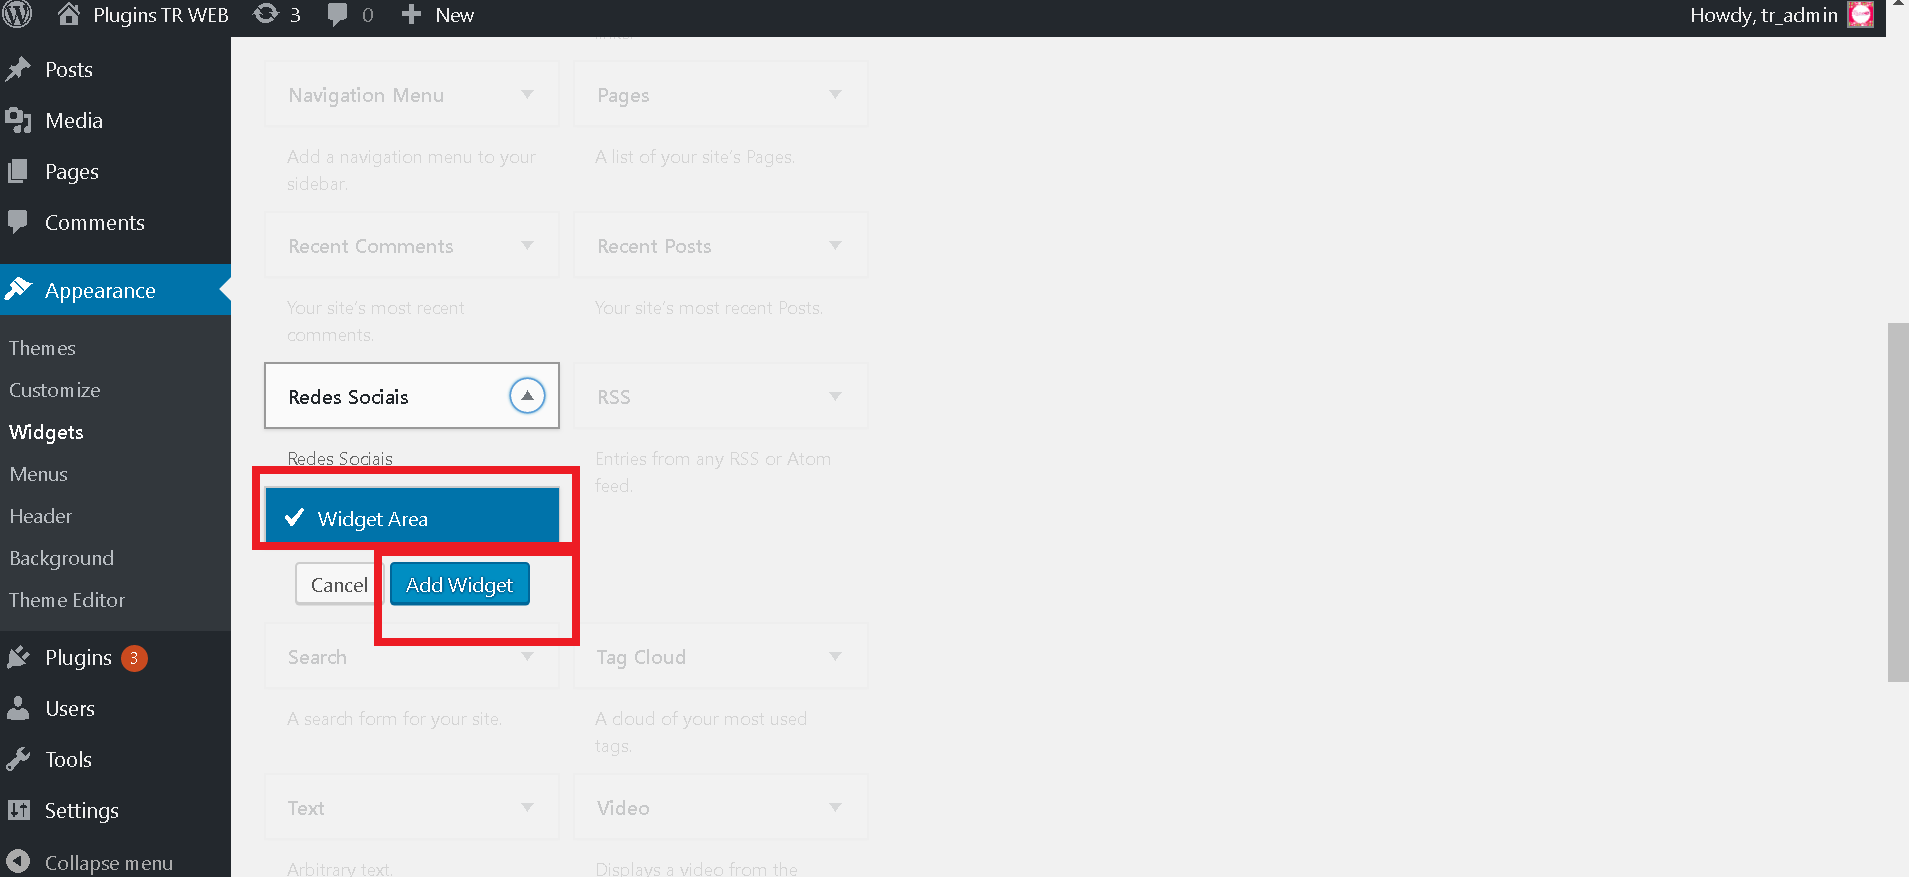 Plugins TR WEB 3 0 New Howdy, tr_admin
Posts
Media
Pages
Comments
Appearance
Themes
Customize
Widgets
Menus
Header
Background
Theme Editor
Plugins 3
Users
Tools
Settings
Collapse menu
Navigation Menu
Add a navigation menu to your
sidebar.
Pages
A list of your site's Pages.
Recent Comments
Your site's most recent
comments.
Recent Posts
Your site's most recent Posts.
Redes Sociais
Redes Sociais
Widget Area
Cancel
Add Widget
RSS
Entries from any RSS or Atom
feed.
Search
A search form for your site.
Tag Cloud
A cloud of your most used
tags.
Text
Arbitrary text.
Video
Displays a video from the